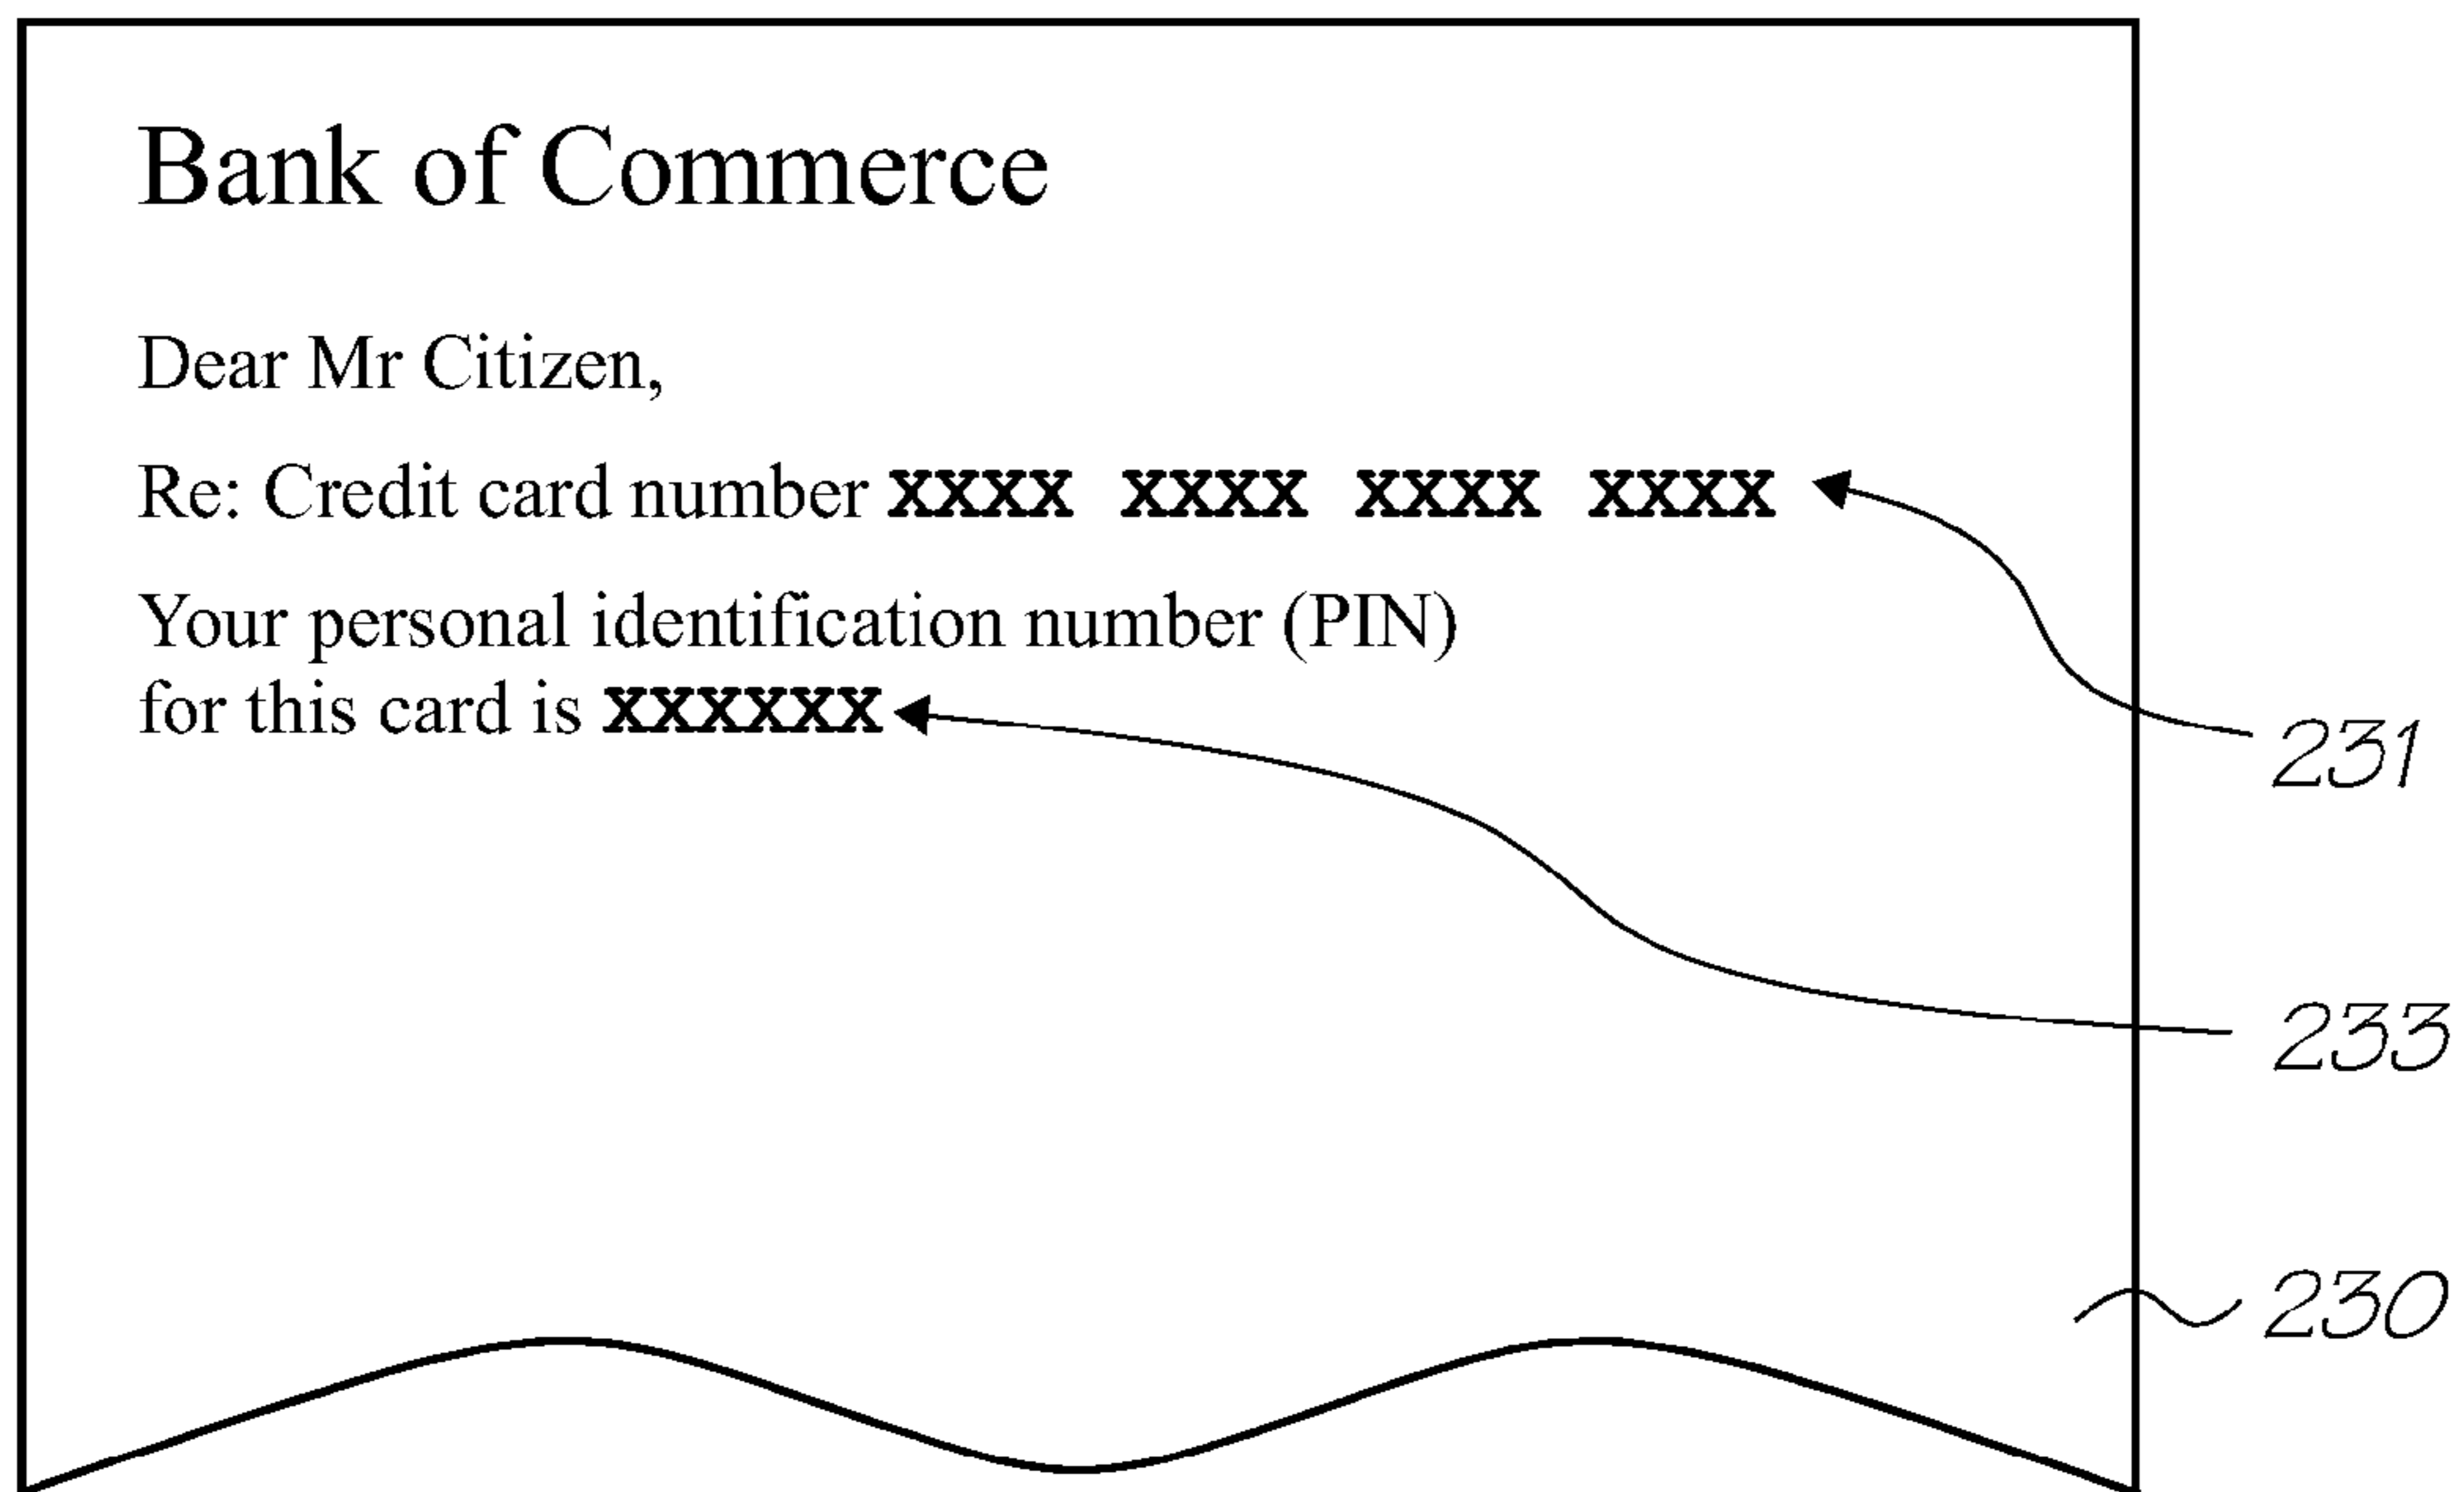 Bank of Commerce
Dear Mr Citizen,
Re: Credit card number xxxx xxxx xxxx xxxx
Your personal identification number (PIN)
for this card is xxxxxx
231
233
230